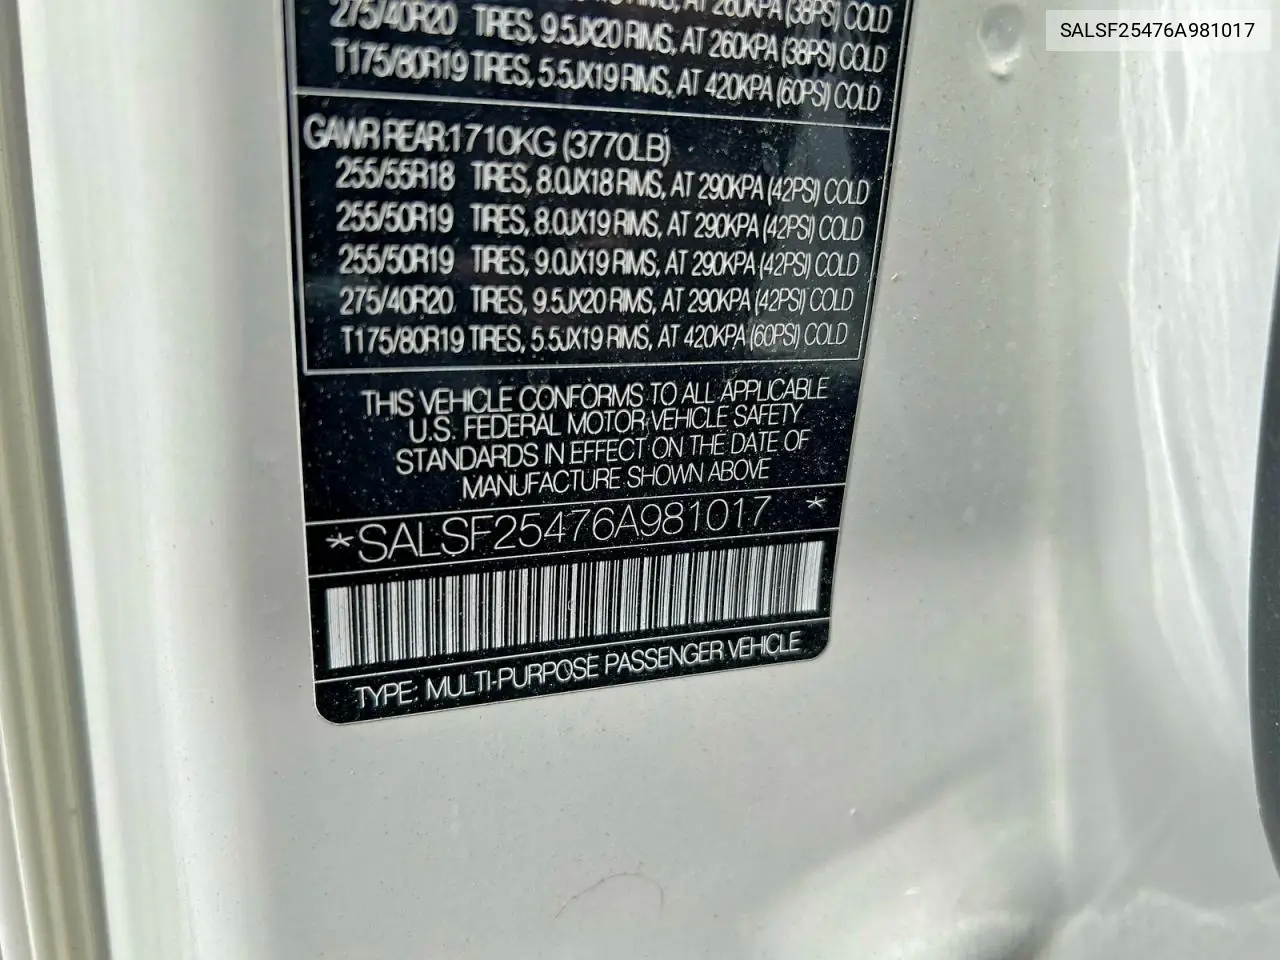 SALSF25476A981017
AT 260KPA (38PSI) COLD
275/40R20 TIRES, 9.5JX20 RIMS, AT 260KPA (38PSI) COLD
T175/80R19 TIRES, 5.5JX19 RIMS, AT 420KPA (60PSI) COLD
GAWR REAR:1710KG (3770LB)
255/55R18 TIRES, 8.0JX18 RIMS, AT 290KPA (42PSI) COLD
255/50R19 TIRES, 8.0JX19 RIMS, AT 290KPA (42PSI) COLD
255/50R19 TIRES, 9.0JX19 RIMS, AT 290KPA (42PSI) COLD
275/40R20 TIRES, 9.5JX20 RIMS, AT 290KPA (42PSI) COLD
T175/80R19 TIRES, 5.5JX19 RIMS, AT 420KPA (60PSI) COLD
THIS VEHICLE CONFORMS TO ALL APPLICABLE
U.S. FEDERAL MOTOR VEHICLE SAFETY
STANDARDS IN EFFECT ON THE DATE OF
MANUFACTURE SHOWN ABOVE
*SALSF25476A981017 *
TYPE: MULTI-PURPOSE PASSENGER VEHICLE